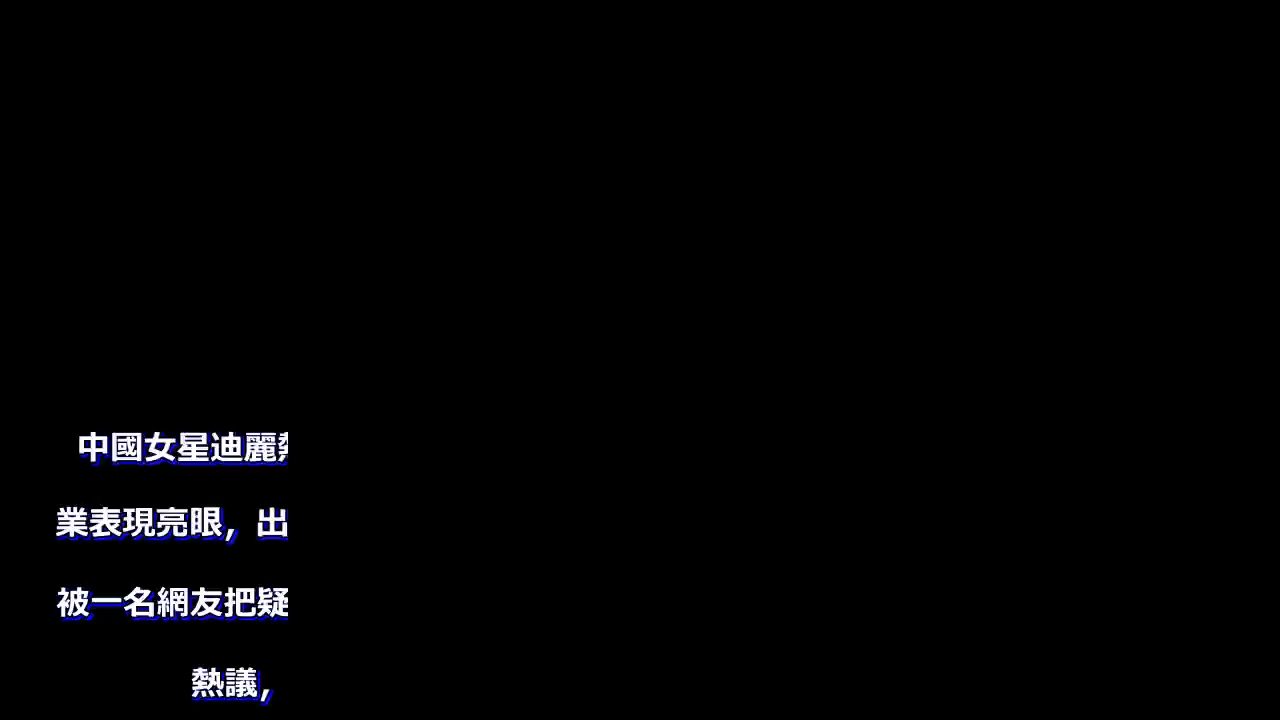 中國女星迪麗
業表現亮眼，出
被一名網友把疑
熱議，